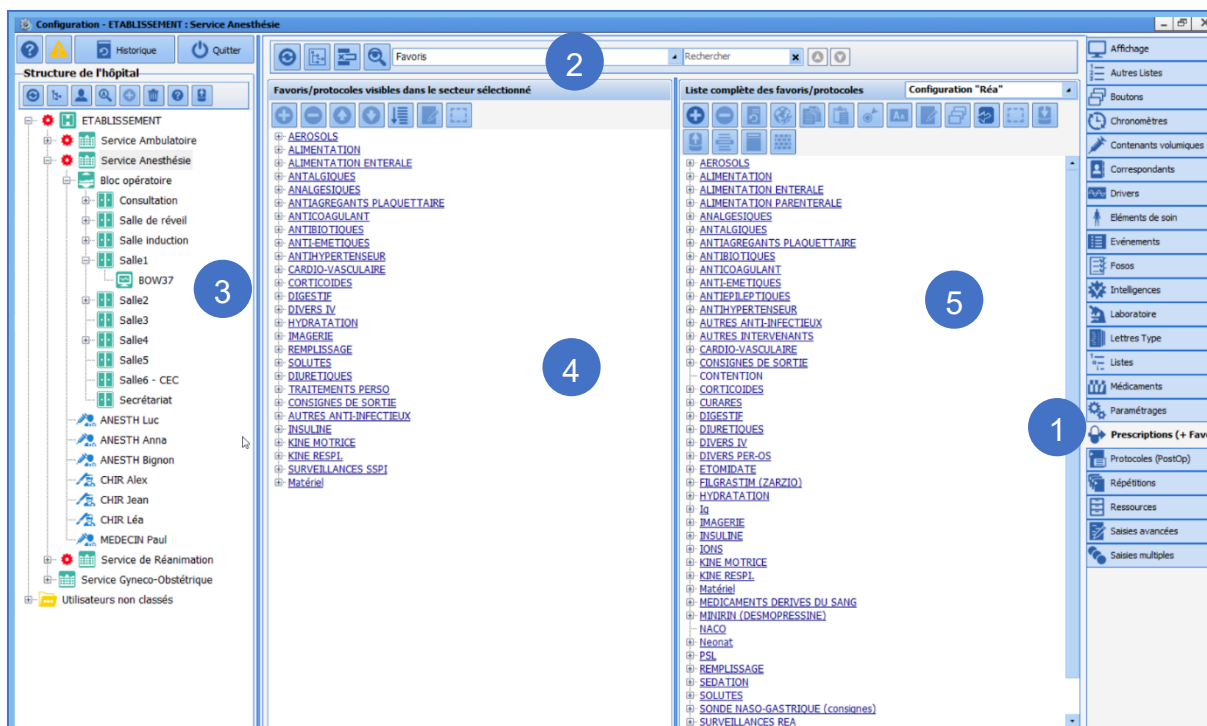 Configuration - ETABLISSEMENT : Service Anesthésie
Historique
Quitter
Structure de l'hôpital
ETABLISSEMENT
Service Ambulatoire
Service Anesthésie
Bloc opératoire
Consultation
Salle de réveil
Salle induction
Salle1
BOW37
Salle2
Salle3
Salle4
Salle5
Salle6 - CEC
Secrétariat
ANESTH Luc
ANESTH Anna
ANESTH Bignon
CHIR Alex
CHIR Jean
CHIR Léa
MEDECIN Paul
Service de Réanimation
Service Gyneco-Obstétrique
Utilisateurs non classés
3
Favoris
2
Rechercher
Favoris/protocoles visibles dans le secteur sélectionné
AEROSOLS
ALIMENTATION
ALIMENTATION ENTERALE
ANTALGIQUES
ANALGESIQUES
ANTIAGREGANTS PLAQUETTAIRE
ANTICOAGULANT
ANTIBIOTIQUES
ANTI-EMETIQUES
ANTIHYPERTENSEUR
CARDIO-VASCULAIRE
CORTICOIDES
DIGESTIF
DIVERS IV
HYDRATATION
IMAGERIE
REMPLISSAGE
SOLUTES
DIURETIQUES
TRAITEMENTS PERSO
CONSIGNES DE SORTIE
AUTRES ANTI-INFECTIEUX
INSULINE
KINE MOTRICE
KINE RESPI.
SURVEILLANCES SSPI
Matériel
4
Liste complète des favoris/protocoles
Configuration "Réa"
AEROSOLS
ALIMENTATION
ALIMENTATION ENTERALE
ALIMENTATION PARENTERALE
ANALGESIQUES
ANTALGIQUES
ANTIAGREGANTS PLAQUETTAIRE
ANTIBIOTIQUES
ANTICOAGULANT
ANTI-EMETIQUES
ANTIEPILEPTIQUES
ANTIHYPERTENSEUR
AUTRES ANTI-INFECTIEUX
AUTRES INTERVENANTS
CARDIO-VASCULAIRE
CONSIGNES DE SORTIE
CONTENTION
CORTICOIDES
CURARES
DIGESTIF
DIURETIQUES
DIVERS IV
DIVERS PER-OS
ETOMIDATE
FILGRASTIM (ZARZIO)
HYDRATATION
Ig
IMAGERIE
INSULINE
IONS
KINE MOTRICE
KINE RESPI.
Matériel
MEDICAMENTS DERIVES DU SANG
MINIRIN (DESMOPRESSINE)
NACO
Neonat
PSL
REMPLISSAGE
SEDATION
SOLUTES
SONDE NASO-GASTRIQUE (consignes)
SURVEILLANCES REA
5
Affichage
Autres Listes
Boutons
Chronomètres
Contenants volumiques
Correspondants
Drivers
Eléments de soin
Evénements
Fosos
Intelligences
Laboratoire
Lettres Type
Listes
Médicaments
Paramétrages
1
Prescriptions (+ Favo
Protocoles (PostOp)
Répétitions
Ressources
Saisies avancées
Saisies multiples